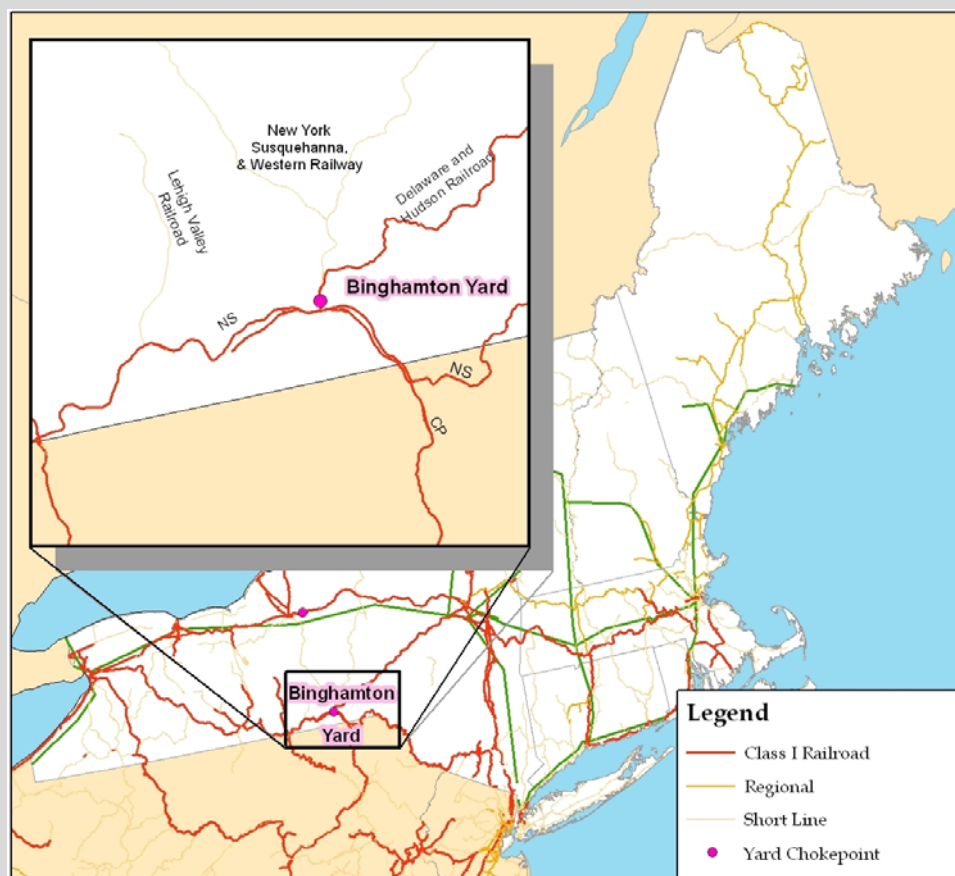 New York
Susquehanna,
& Western Railway
Delaware and
Hudson Railroad
Lehigh Valley
Railroad
Binghamton Yard
NS
NS
CP
Binghamton
Yard
Legend
Class I Railroad
Regional
Short Line
Yard Chokepoint